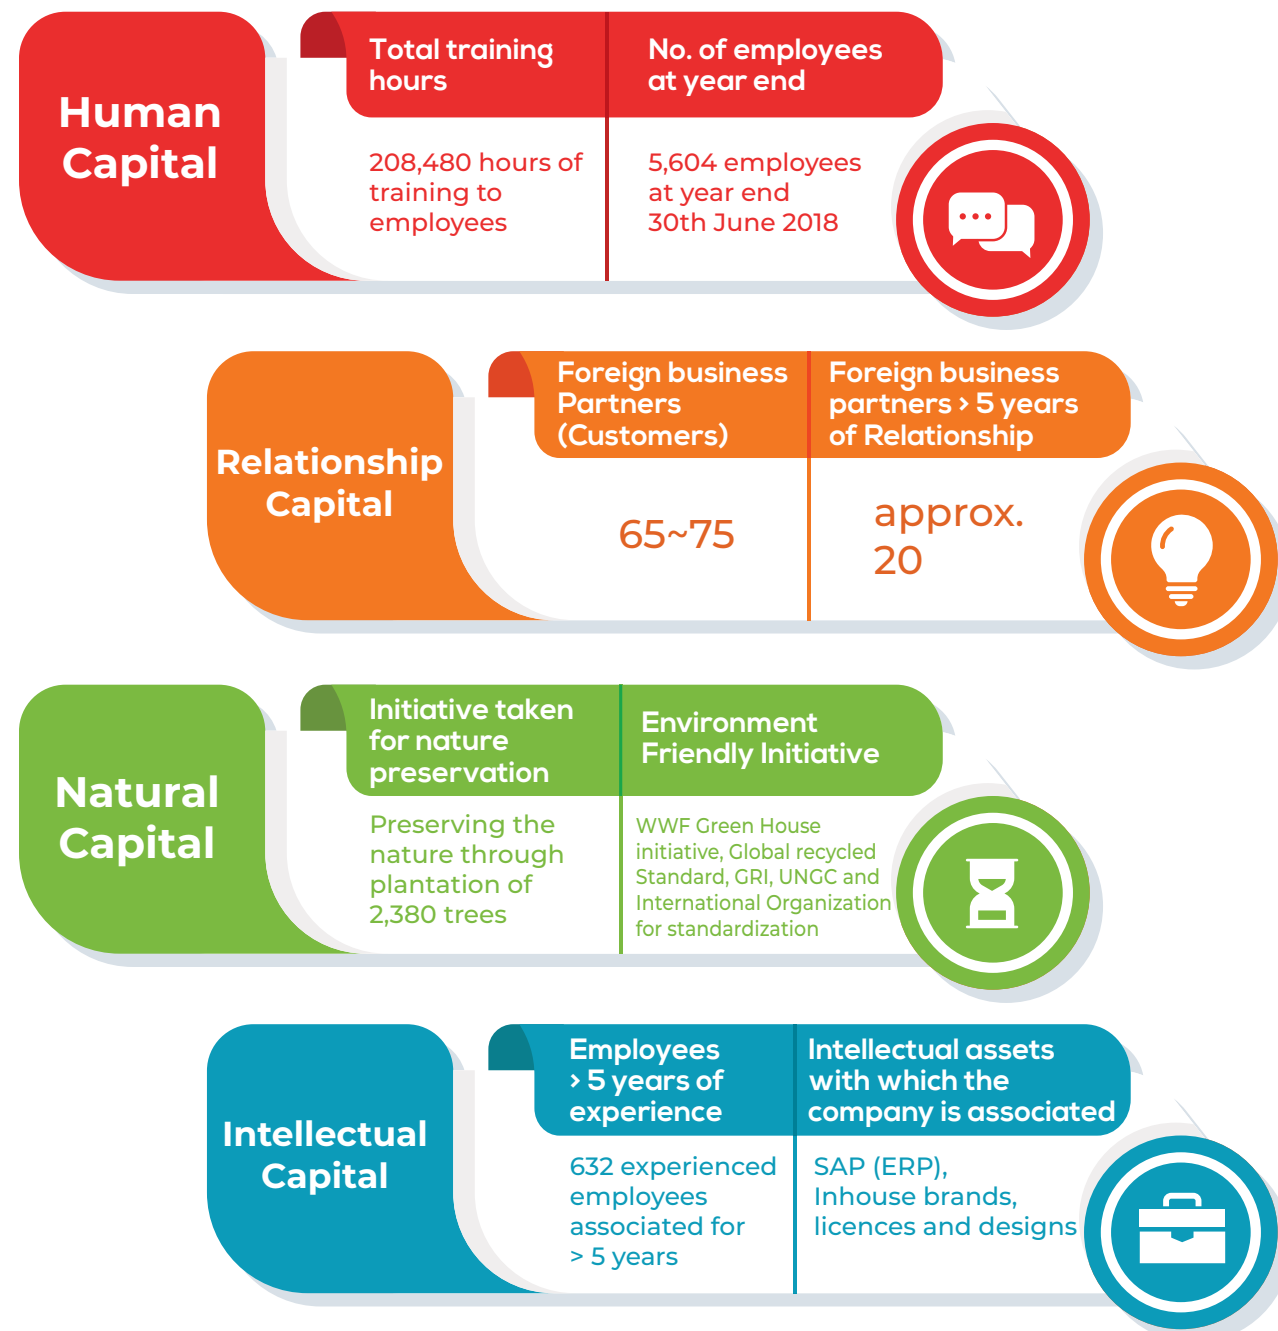 Human
Capital
Total training
hours
No. of employees
at year end
208,480 hours of
training to
employees
5,604 employees
at year end
30th June 2018
Relationship
Capital
Foreign business
Partners
(Customers)
Foreign business
partners > 5 years
of Relationship
65~75
approx.
20
Natural
Capital
Initiative taken
for nature
preservation
Environment
Friendly Initiative
Preserving the
nature through
plantation of
2,380 trees
WWF Green House
initiative, Global recycled
Standard, GRI, UNGC and
International Organization
for standardization
Intellectual
Capital
Employees
> 5 years of
experience
Intellectual assets
with which the
company is associated
632 experienced
employees
associated for
> 5 years
SAP (ERP),
Inhouse brands,
licences and designs